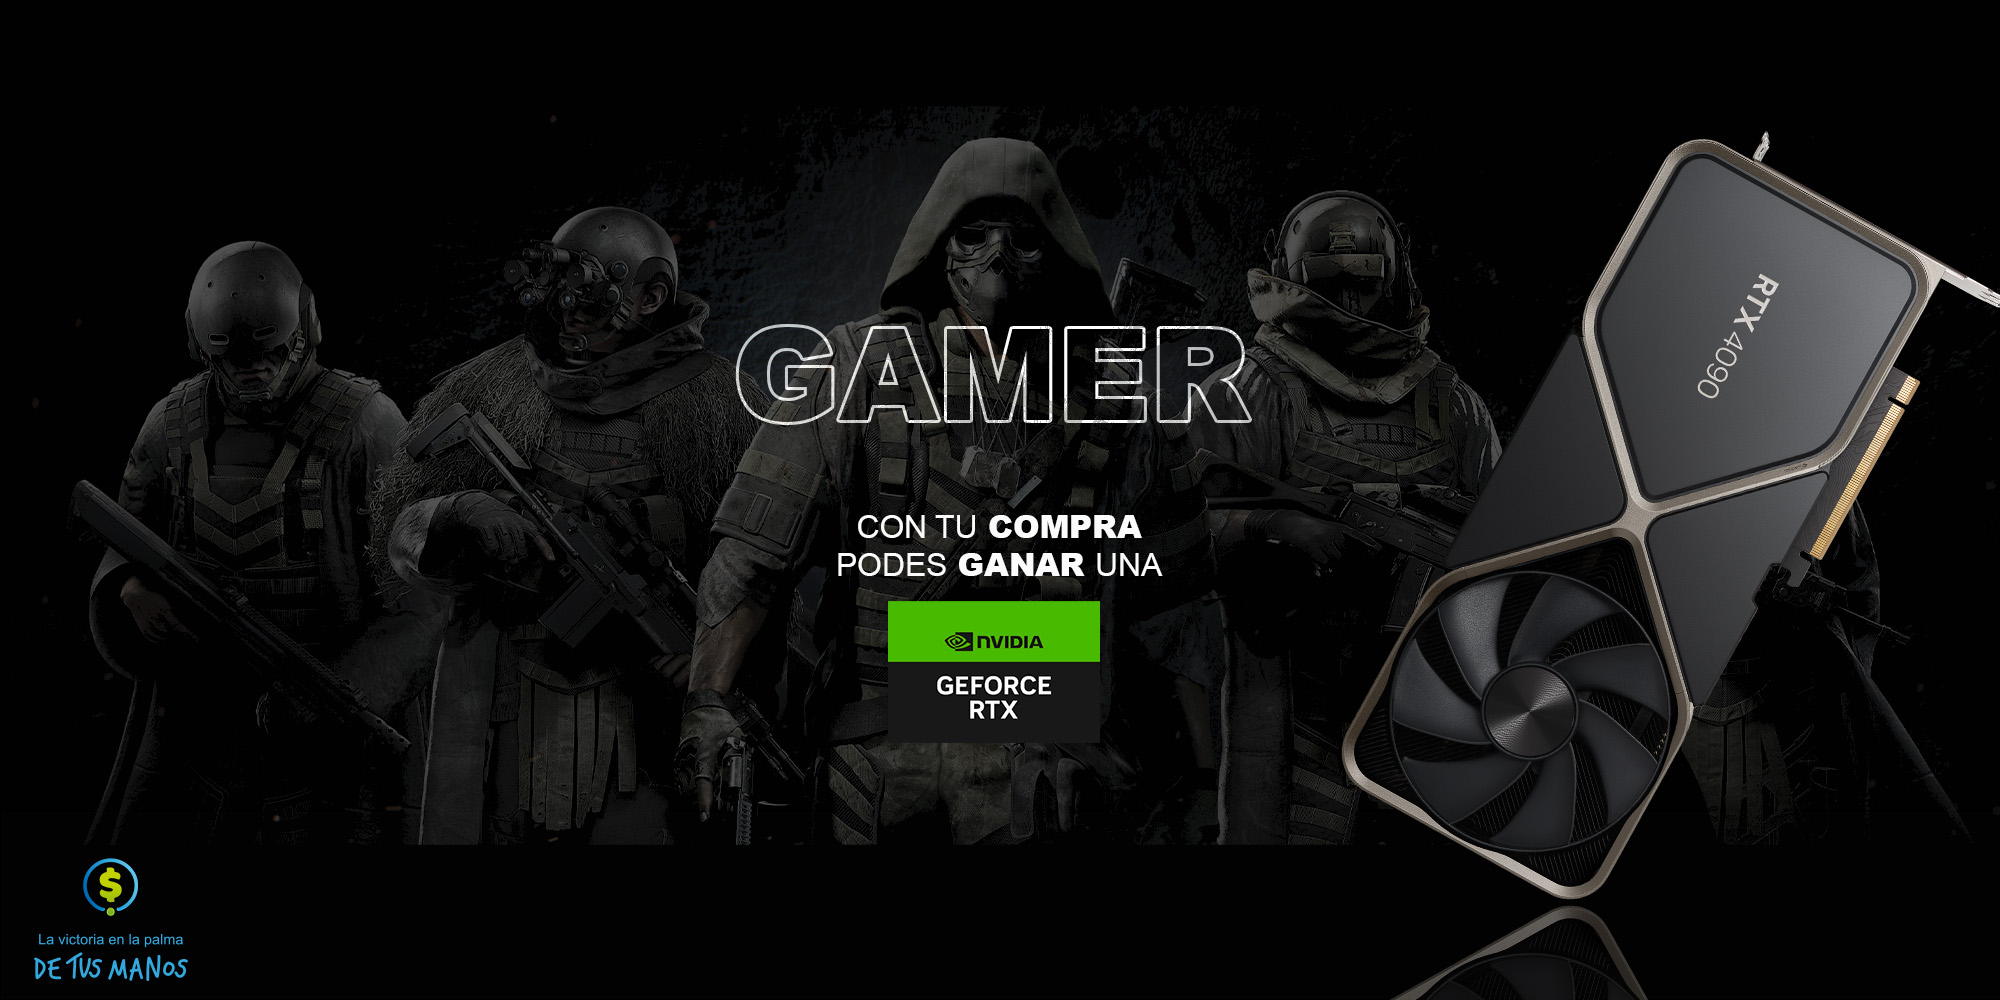 GAMER
CON TU COMPRA
PODES GANAR UNA
NVIDIA
GEFORCE
RTX
RTX 4090
$
La victoria en la palma
DE TUS MANOS